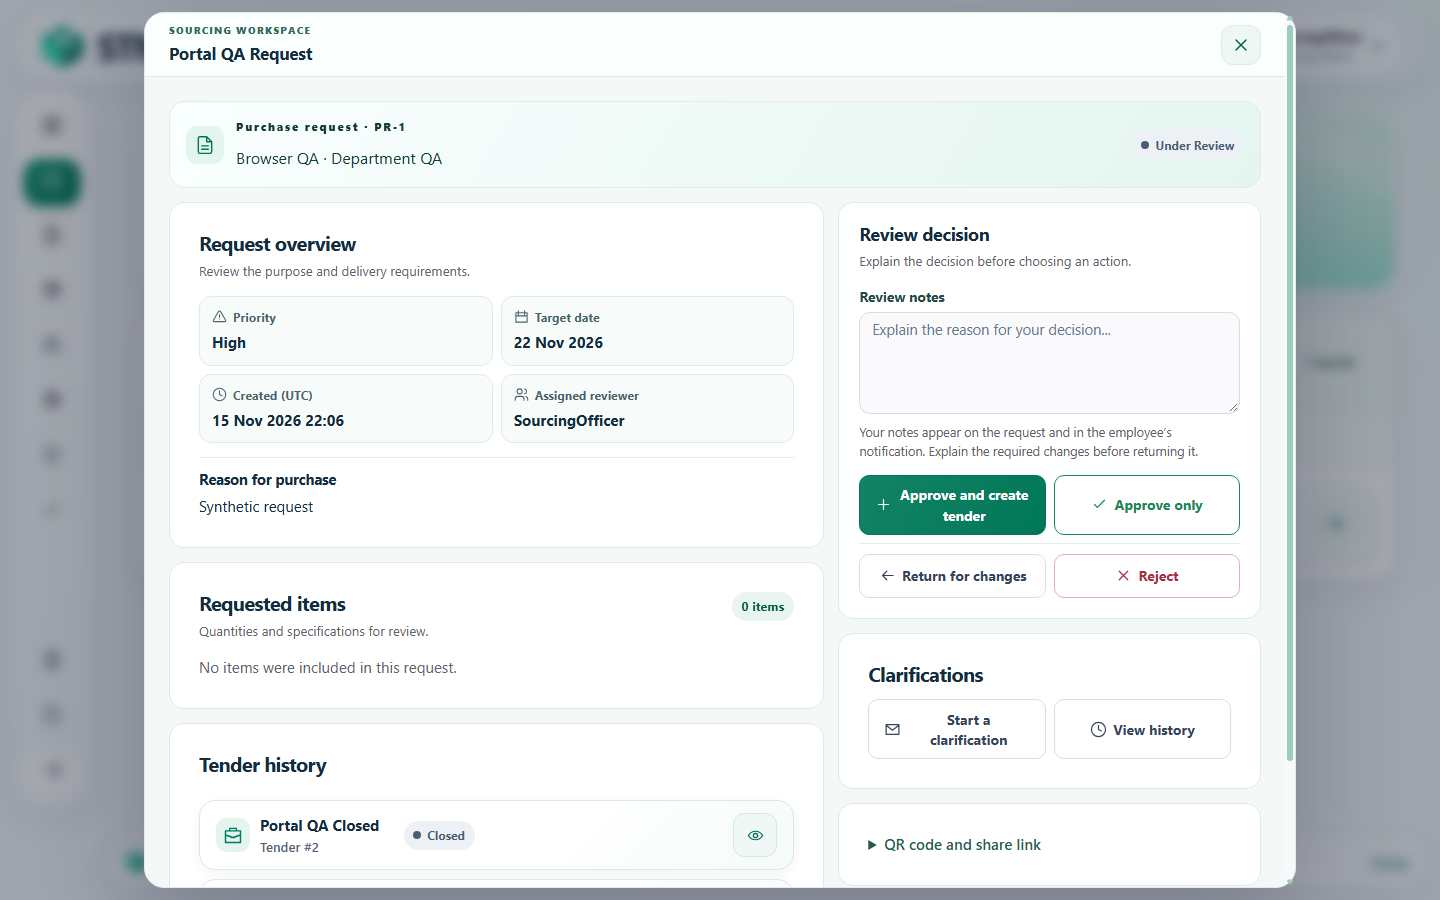 SOURCING WORKSPACE
Portal QA Request
Purchase request · PR-1
Browser QA · Department QA
Under Review
Request overview
Review the purpose and delivery requirements.
Priority
High
Target date
22 Nov 2026
Created (UTC)
15 Nov 2026 22:06
Assigned reviewer
SourcingOfficer
Reason for purchase
Synthetic request
Requested items
0 items
Quantities and specifications for review.
No items were included in this request.
Tender history
Portal QA Closed
Closed
Tender #2
Review decision
Explain the decision before choosing an action.
Review notes
Explain the reason for your decision...
Your notes appear on the request and in the employee's
notification. Explain the required changes before returning it.
Approve and create
tender
Approve only
Return for changes
Reject
Clarifications
Start a
clarification
View history
QR code and share link